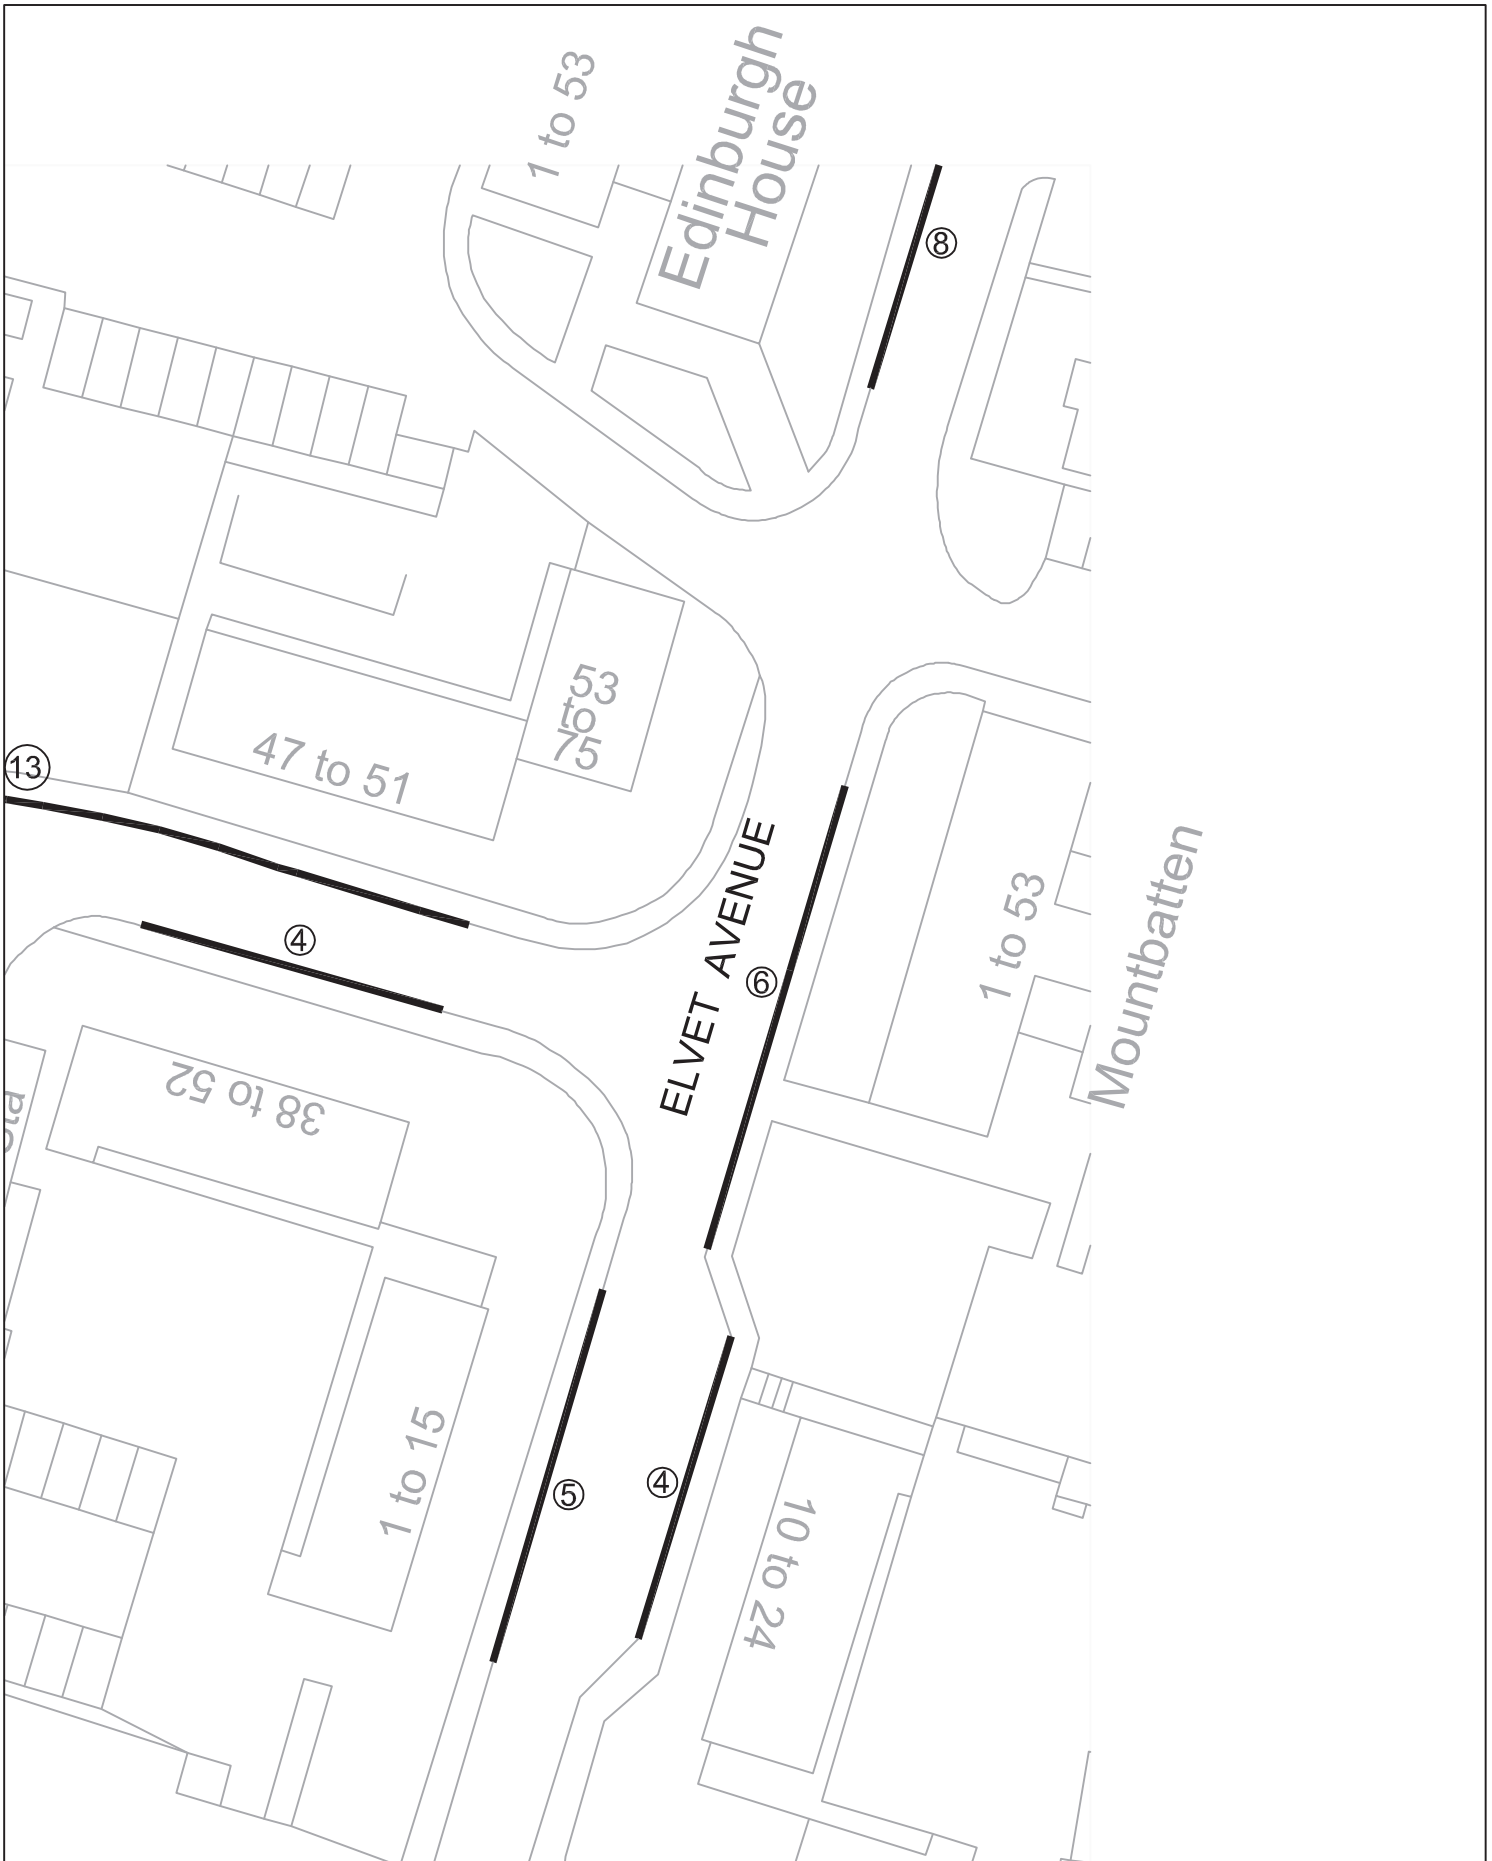 1 to 53
Edinburgh
House
8
53
to
75
47 to 51
13
ELVET AVENUE
4
6
1 to 53
Mountbatten
38 to 52
1 to 15
5
4
10 to 24